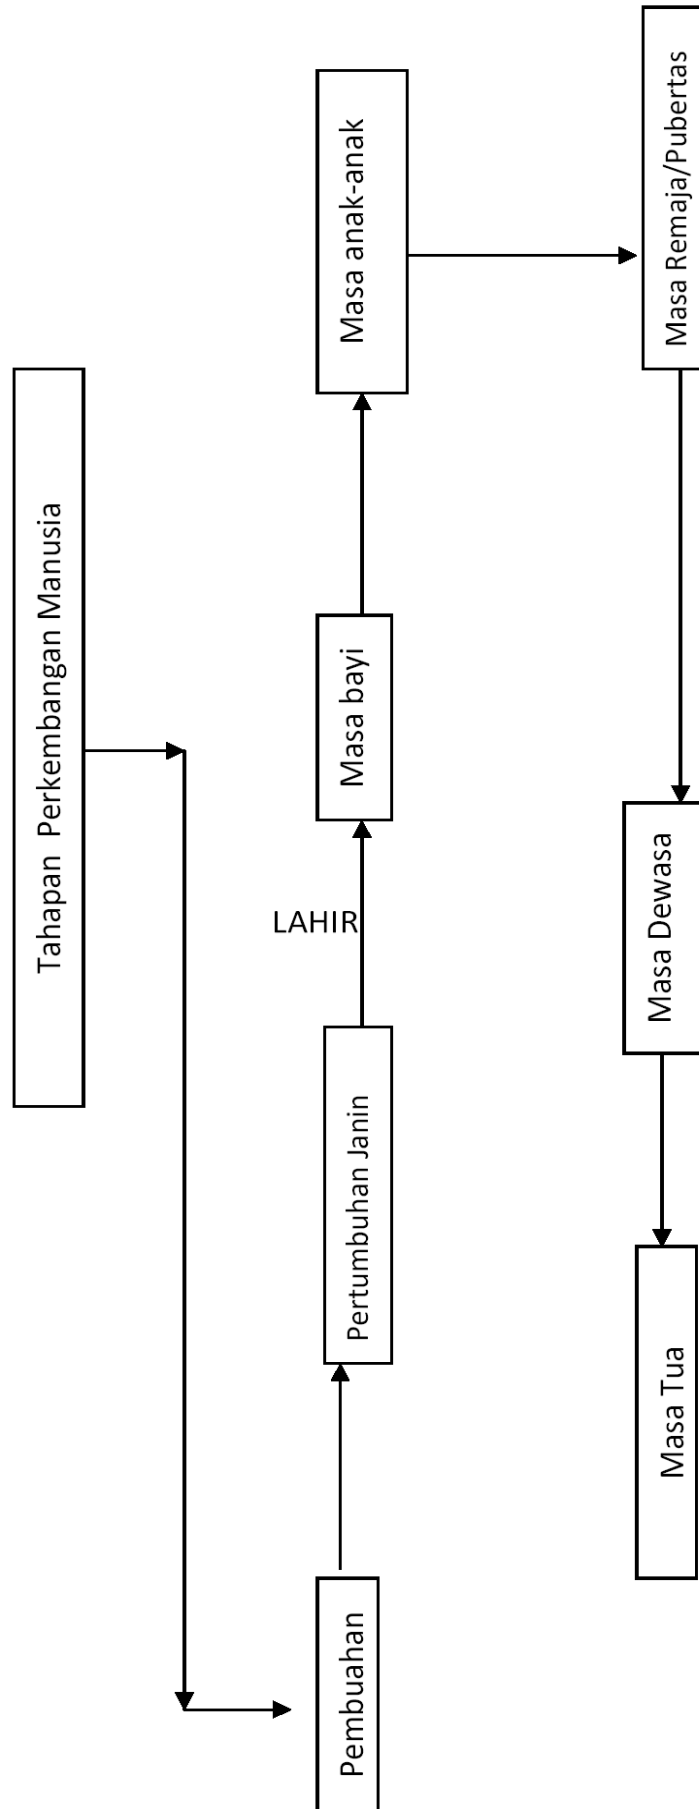 Tahapan Perkembangan Manusia
Pembuahan
Pertumbuhan Janin
LAHIR
Masa bayi
Masa anak-anak
Masa Remaja/Pubertas
Masa Dewasa
Masa Tua